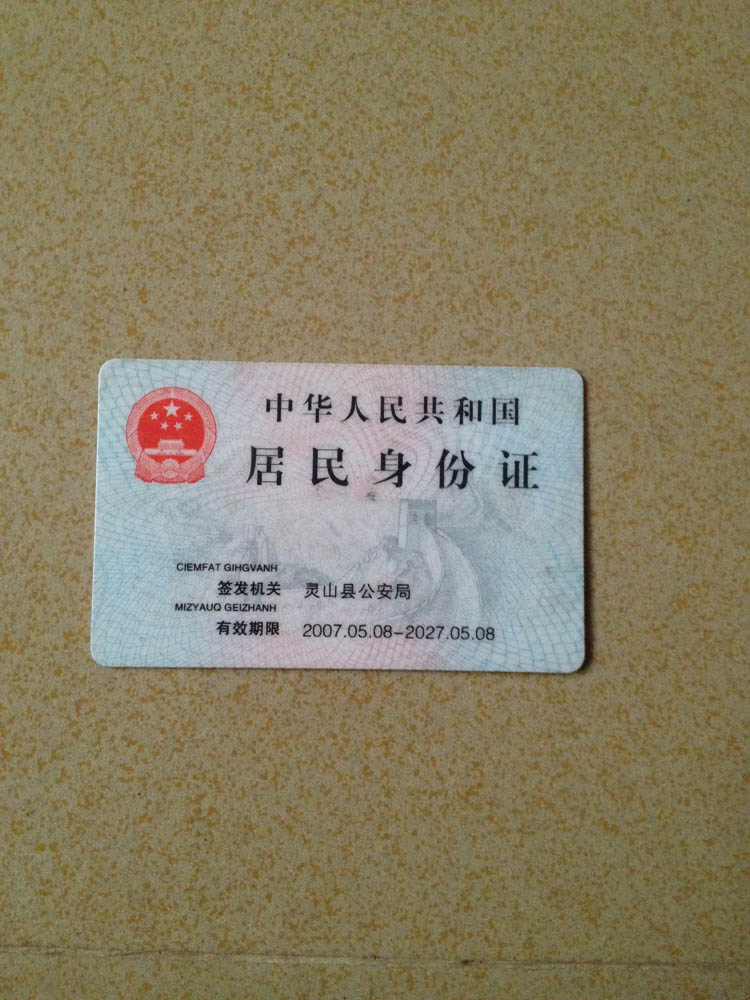 中华人民共和国
居民身份证
CIEMFAT GIHGVANH
签发机关 灵山县公安局
MIZYAUQ GEIZHANH
有效期限 2007.05.08-2027.05.08